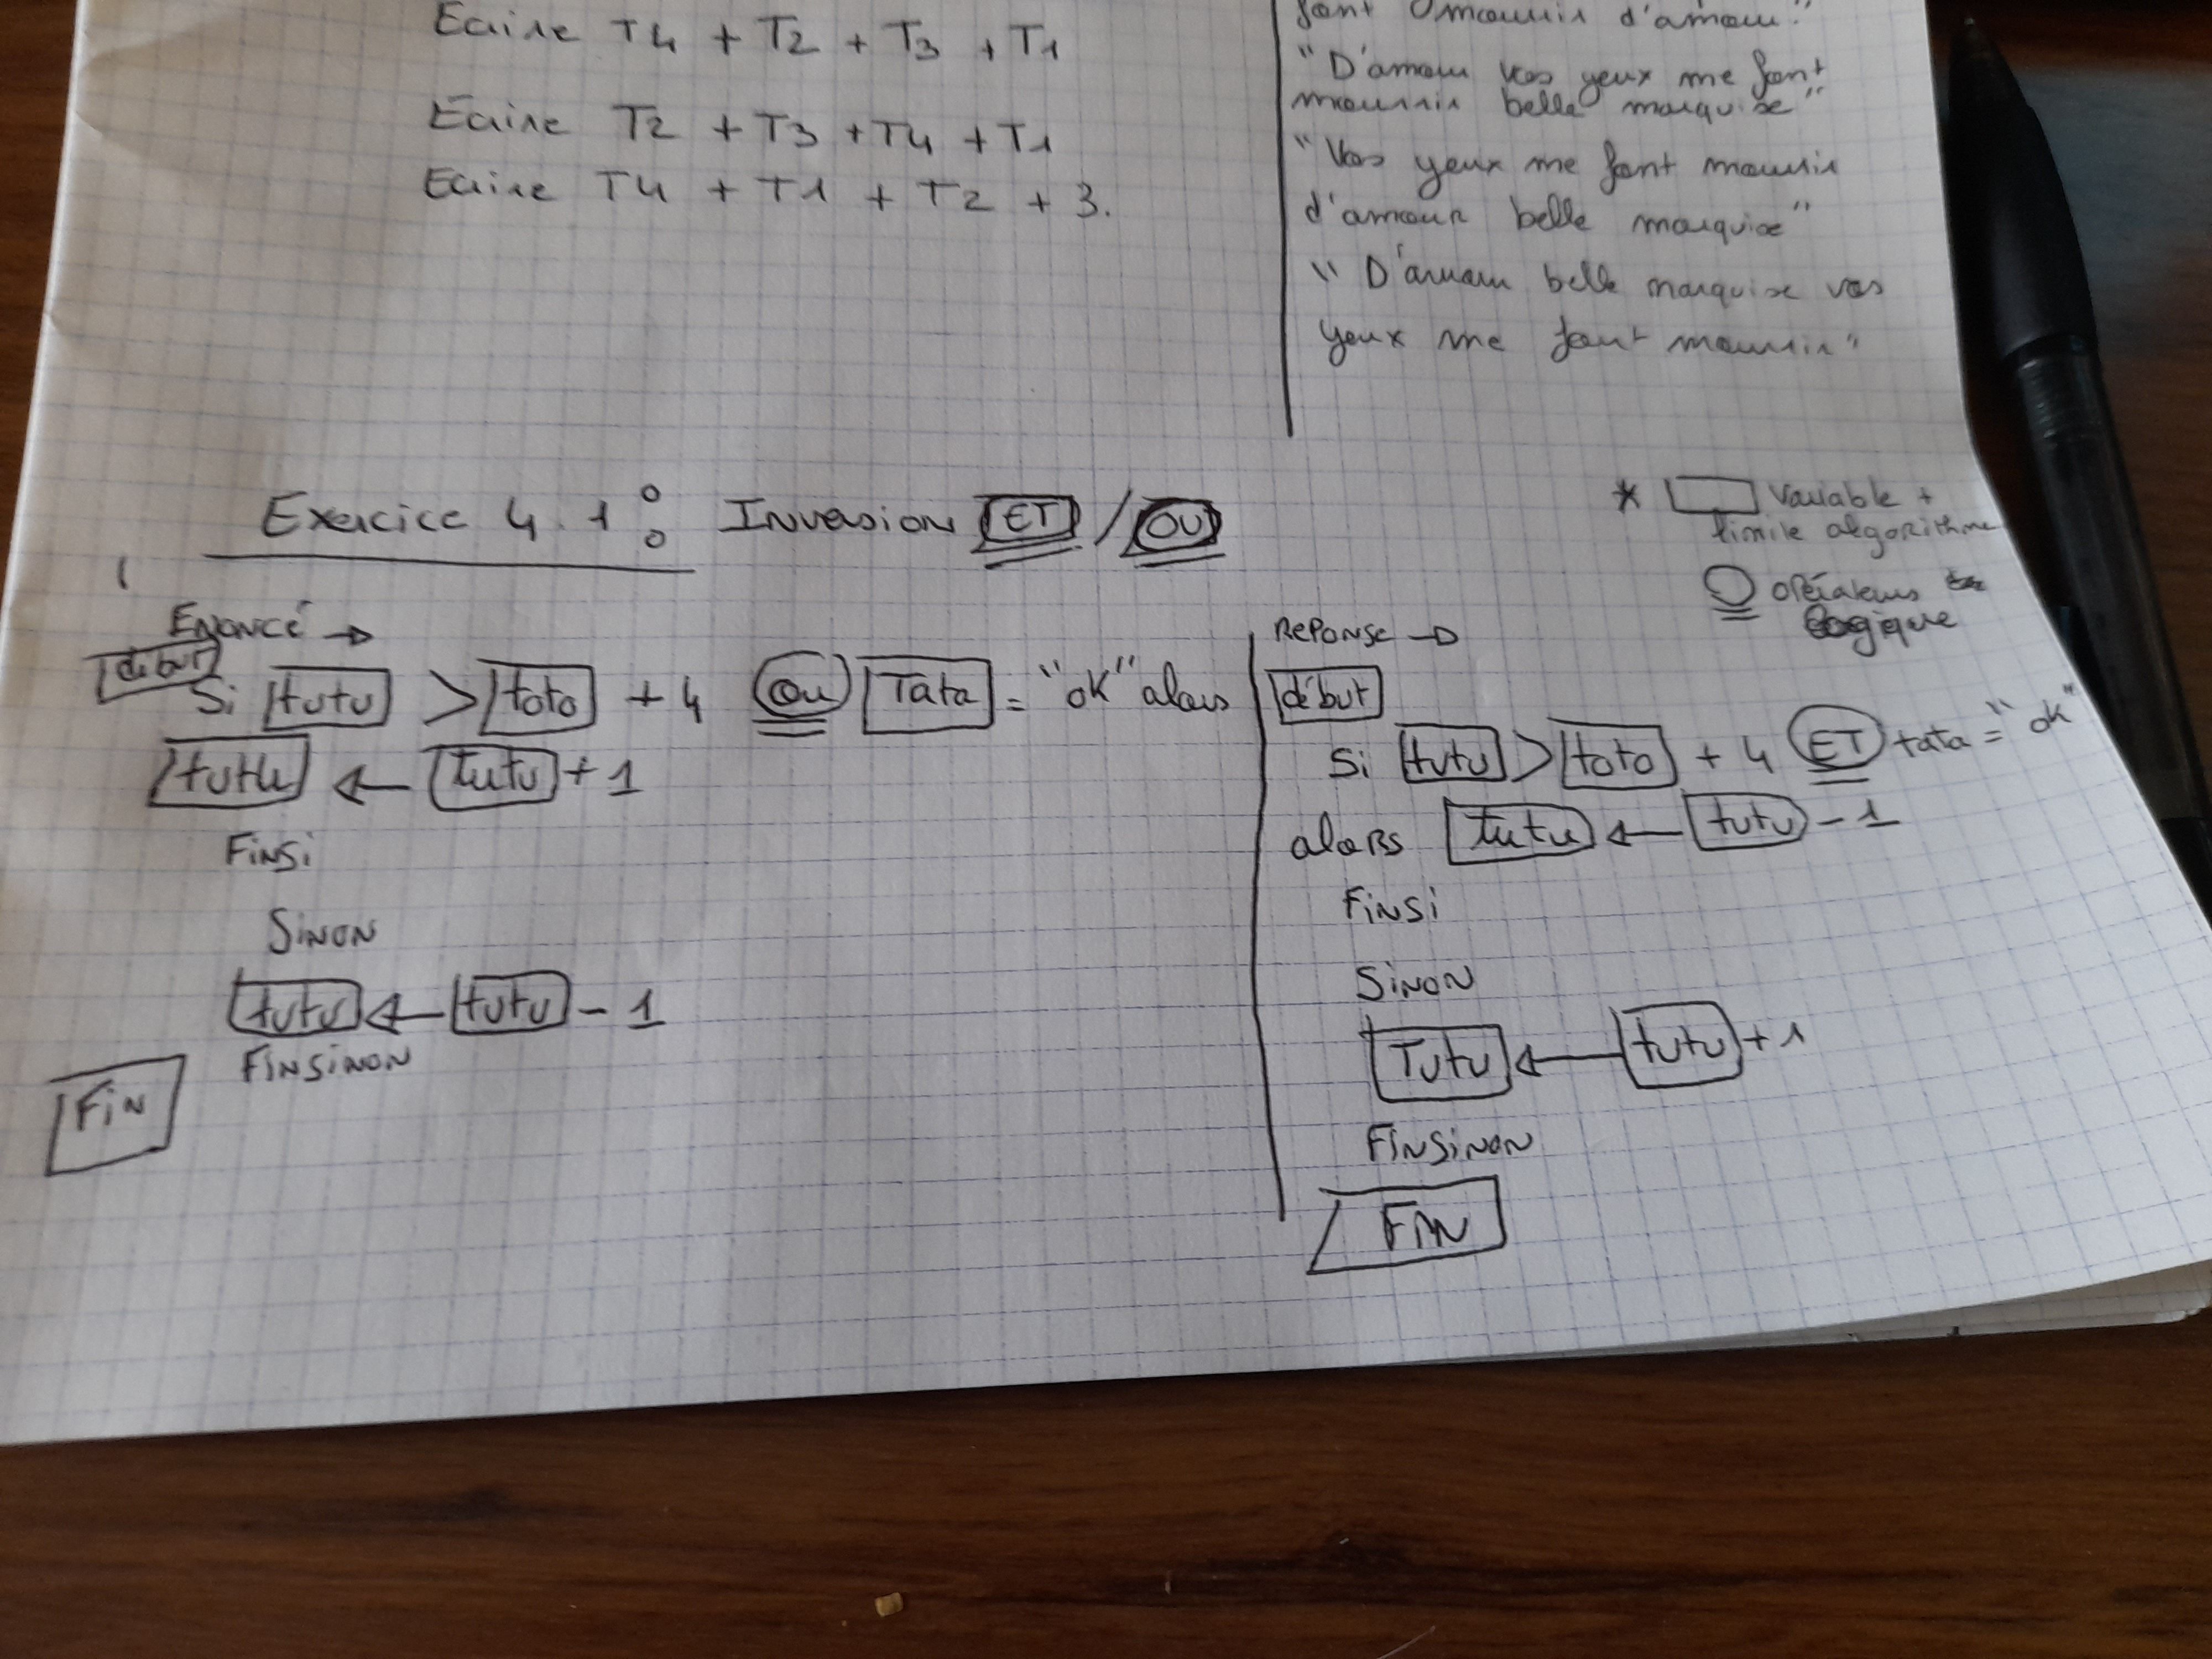 Ecrire T4 + T2 + T3 + T1
Ecrire T2 + T3 + T4 + T1
Ecrire T4 + T1 + T2 + 3.
font mourir d'amour."
"D'amour vos yeux me font
mourir belle marquise"
"Vos yeux me font mourir
d'amour belle marquise"
"D'amour belle marquise vos
yeux me font mourir"
Exercice 4.1 : Inversion ET / OU
* Variable +
limite algorithme
opérateurs
logique
Enoncé →
début
Si tutu > toto + 4 Ou Tata = "ok" alors
tutu ← tutu + 1
Finsi
Sinon
tutu ← tutu - 1
Finsinon
Fin
Reponse →
début
Si tutu > toto + 4 ET tata = "ok"
alors tutu ← tutu - 1
Finsi
Sinon
Tutu ← tutu + 1
Finsinon
Fin